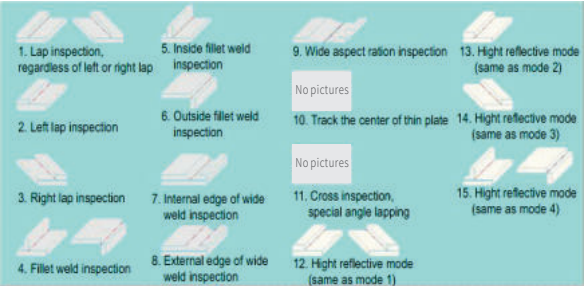 1. Lap inspection,
regardless of left or right lap
2. Left lap inspection
3. Right lap inspection
4. Fillet weld inspection
5. Inside fillet weld
inspection
6. Outside fillet weld
inspection
7. Internal edge of wide
weld inspection
8. External edge of wide
weld inspection
9. Wide aspect ration inspection
No pictures
10. Track the center of thin plate
No pictures
11. Cross inspection,
special angle lapping
12. Hight reflective mode
(same as mode 1)
13. Hight reflective mode
(same as mode 2)
14. Hight reflective mode
(same as mode 3)
15. Hight reflective mode
(same as mode 4)